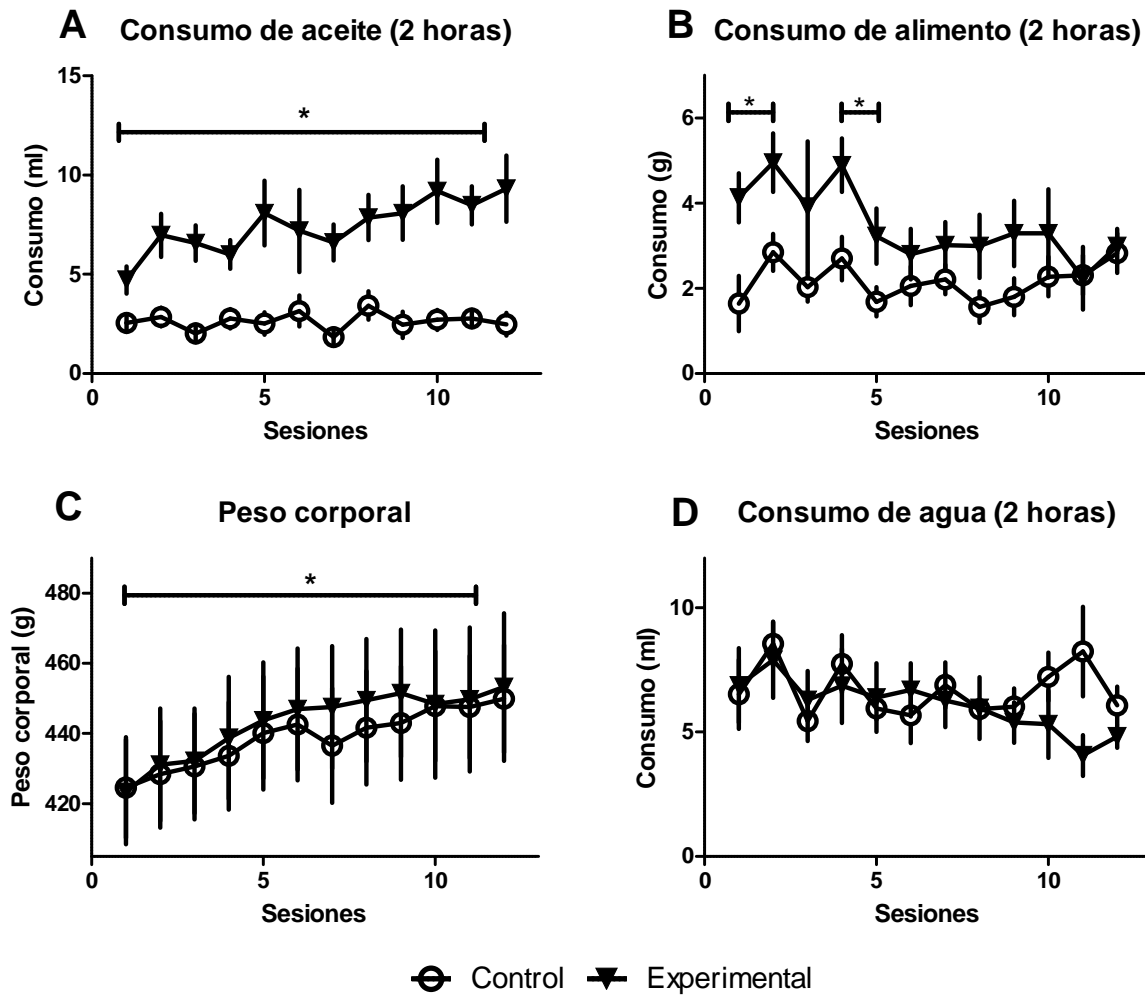 A Consumo de aceite (2 horas)
15
10
5
0
Consumo (ml)
*
0 5 10
Sesiones
B Consumo de alimento (2 horas)
6
4
2
0
Consumo (g)
* *
0 5 10
Sesiones
C Peso corporal
480
460
440
420
Peso corporal (g)
*
0 5 10
Sesiones
D Consumo de agua (2 horas)
10
5
0
Consumo (ml)
0 5 10
Sesiones
Control Experimental